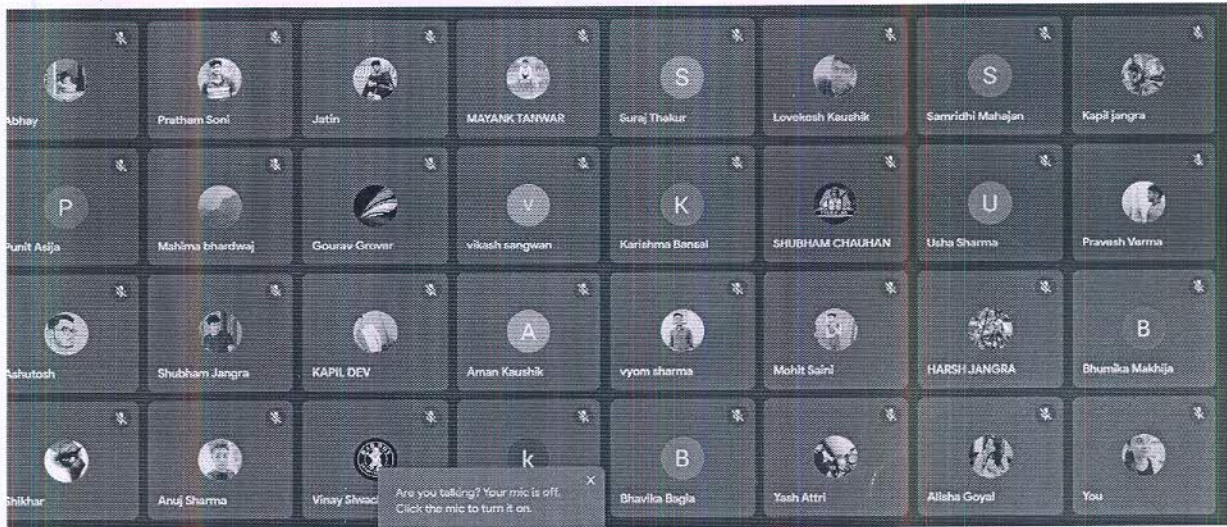 Abhay
Pratham Soni
Jatin
MAYANK TANWAR
S
Suraj Thakur
Lovekesh Kaushik
S
Samridhi Mahajan
Kapil jangra
P
Punit Asija
Mahima bhardwaj
Gourav Grover
v
vikash sangwan
K
Karishma Bansal
SHUBHAM CHAUHAN
U
Usha Sharma
Pravesh Verma
Ashutosh
Shubham Jangra
KAPIL DEV
A
Aman Kaushik
vyom sharma
Mohit Saini
HARSH JANGRA
B
Bhumika Makhija
Shikhar
Anuj Sharma
Vinay Siwac
k
B
Bhavika Bagla
Yash Attri
Alisha Goyal
You
Are you talking? Your mic is off.
Click the mic to turn it on.